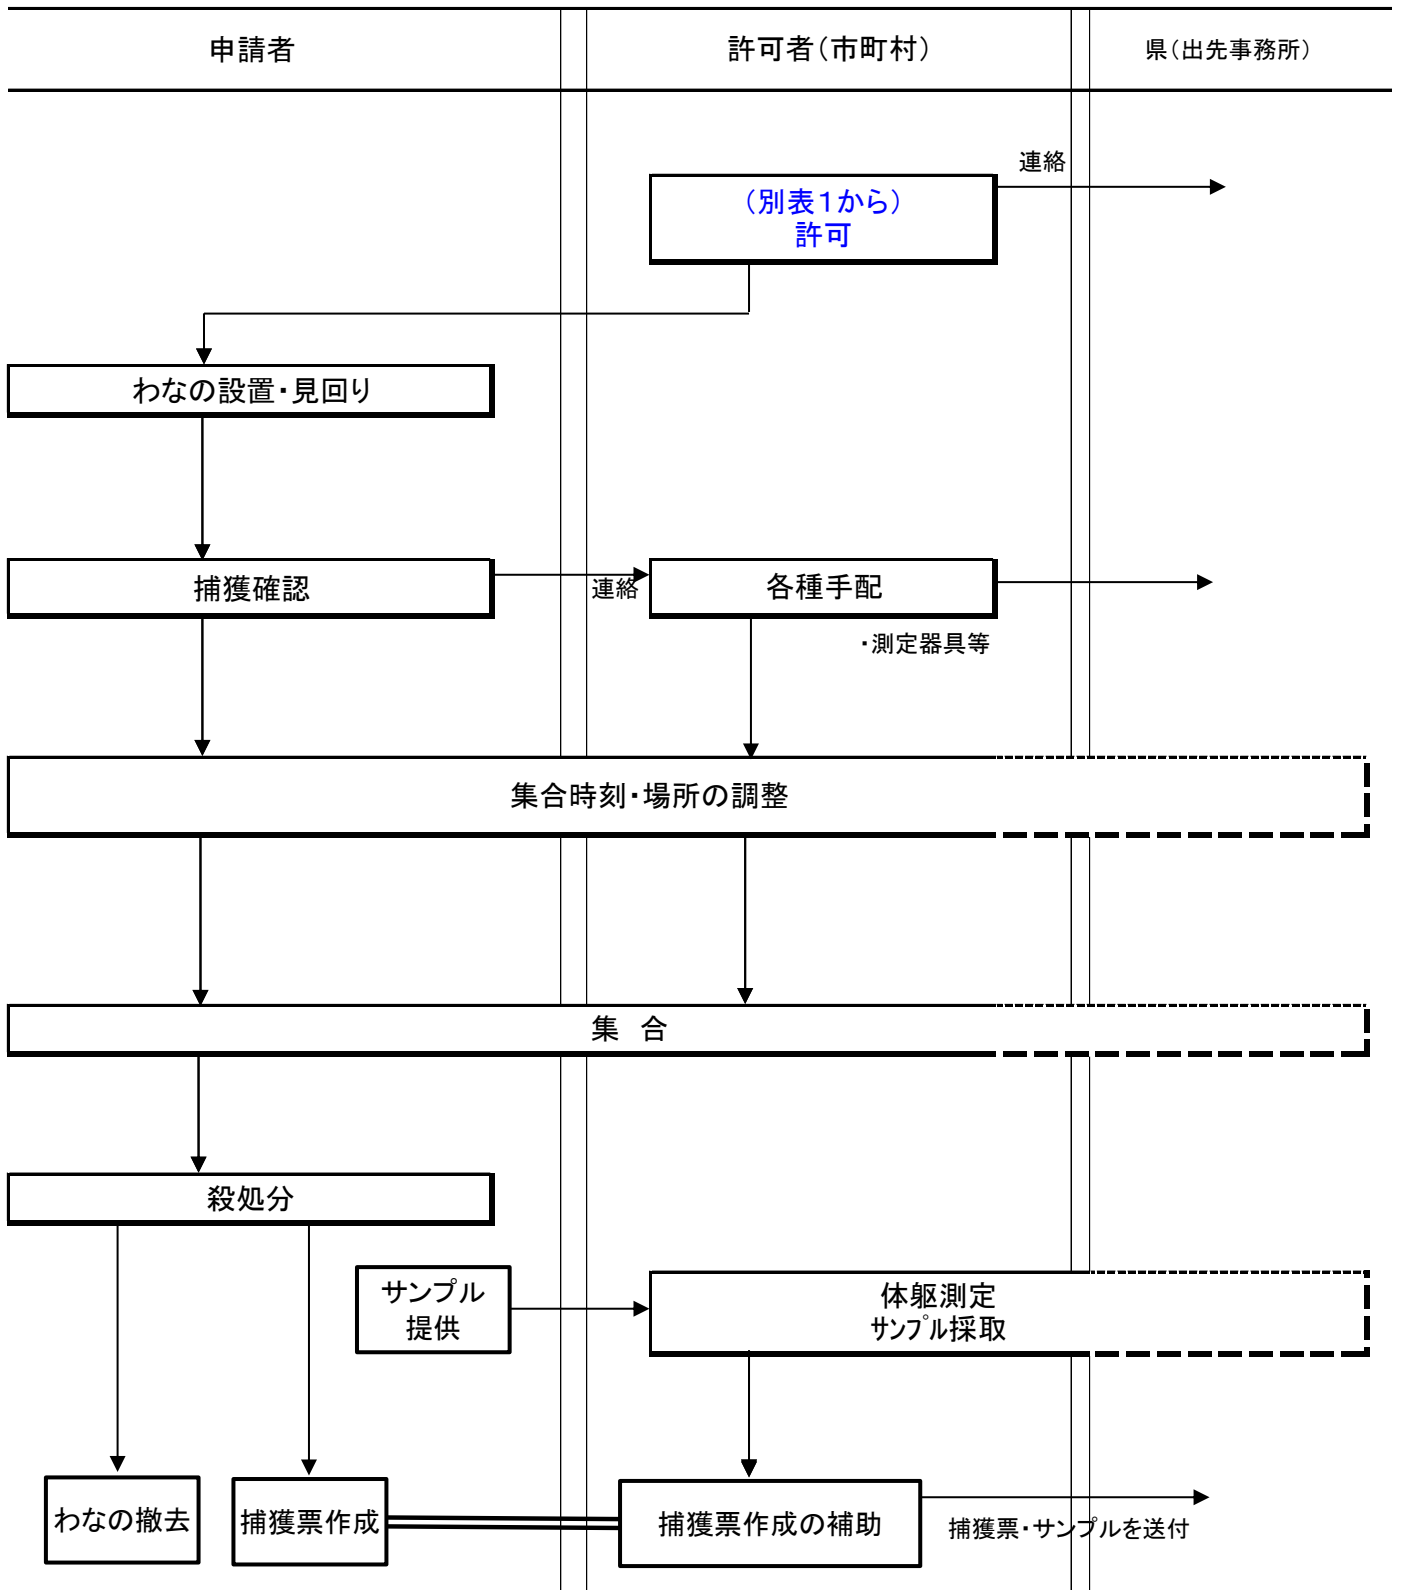 申請者
許可者(市町村)
県(出先事務所)
連絡
(別表1から)
許可
わなの設置・見回り
捕獲確認
連絡
各種手配
・測定器具等
集合時刻・場所の調整
集　合
殺処分
サンプル
提供
体躯測定
ｻﾝﾌﾟﾙ採取
わなの撤去
捕獲票作成
捕獲票作成の補助
捕獲票・サンプルを送付